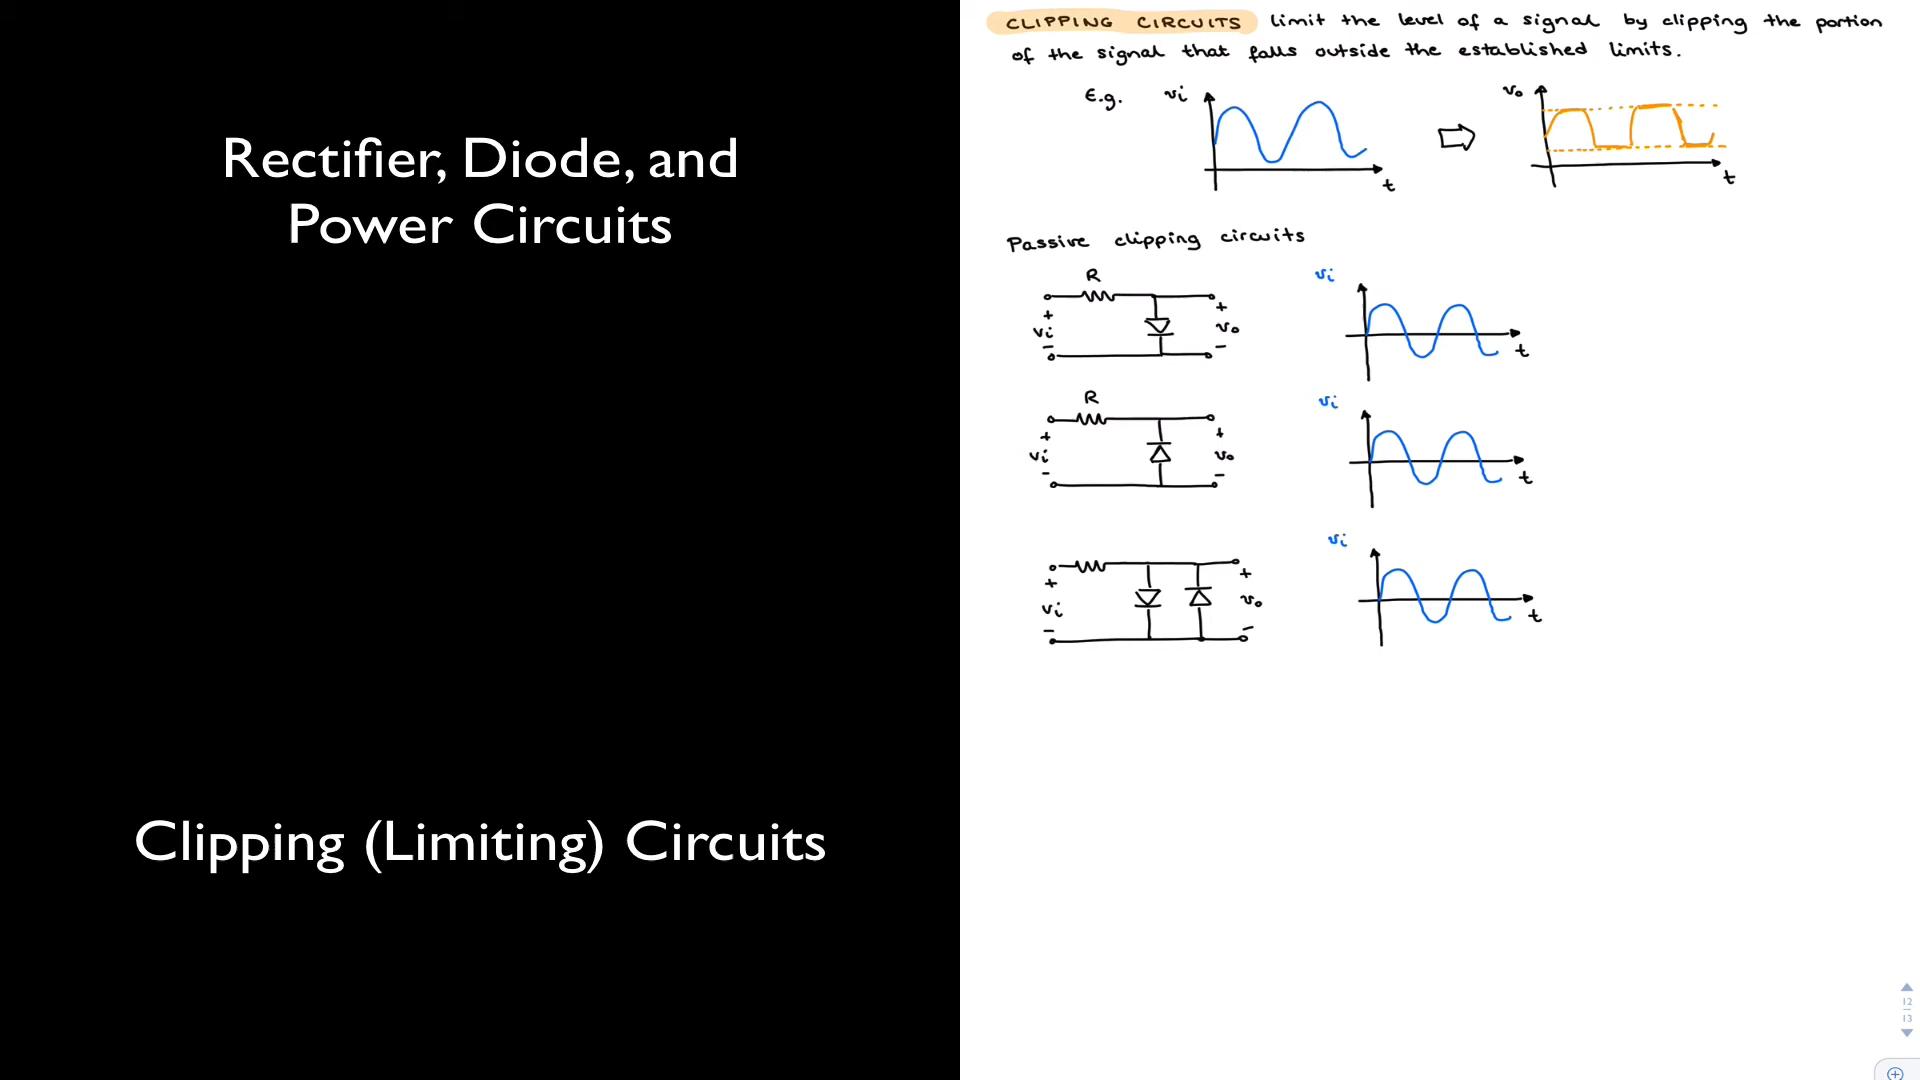 Rectifier, Diode, and
Power Circuits
Clipping (Limiting) Circuits
CLIPPING CIRCUITS limit the level of a signal by clipping the portion
of the signal that falls outside the established limits.
E.g.
vi
t
vo
t
Passive clipping circuits
R
+
vi
-
+
vo
-
vi
t
R
+
vi
-
+
vo
-
vi
t
+
vi
-
+
vo
-
vi
t
12
13